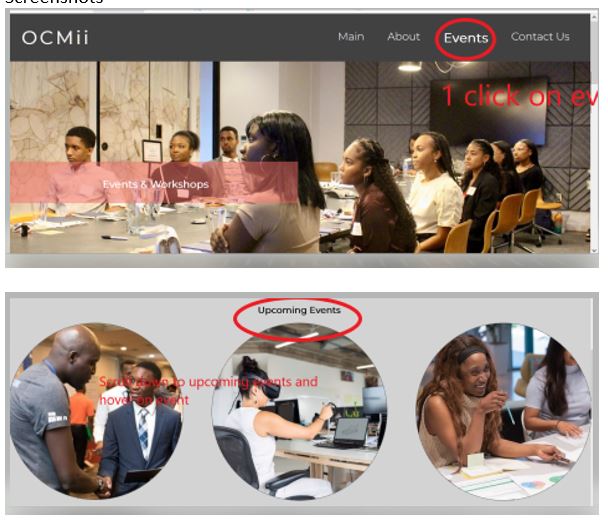 Screenshots
OCMii
Main About Events Contact Us
1 click on ev
Events & Workshops
Upcoming Events
Scroll down to upcoming events and
hover on event